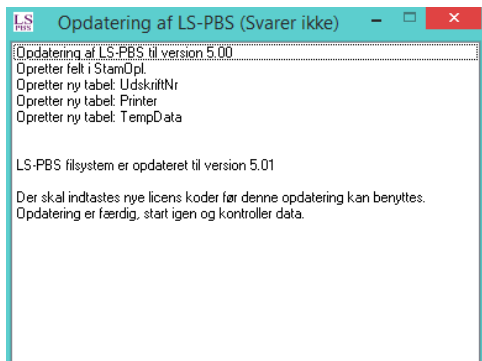 LS
PBS
Opdatering af LS-PBS (Svarer ikke)
Opdatering af LS-PBS til version 5.00
Opretter felt i StamOpl.
Opretter ny tabel: UdskriftNr
Opretter ny tabel: Printer
Opretter ny tabel: TempData
LS-PBS filsystem er opdateret til version 5.01
Der skal indtastes nye licens koder før denne opdatering kan benyttes.
Opdatering er færdig, start igen og kontroller data.